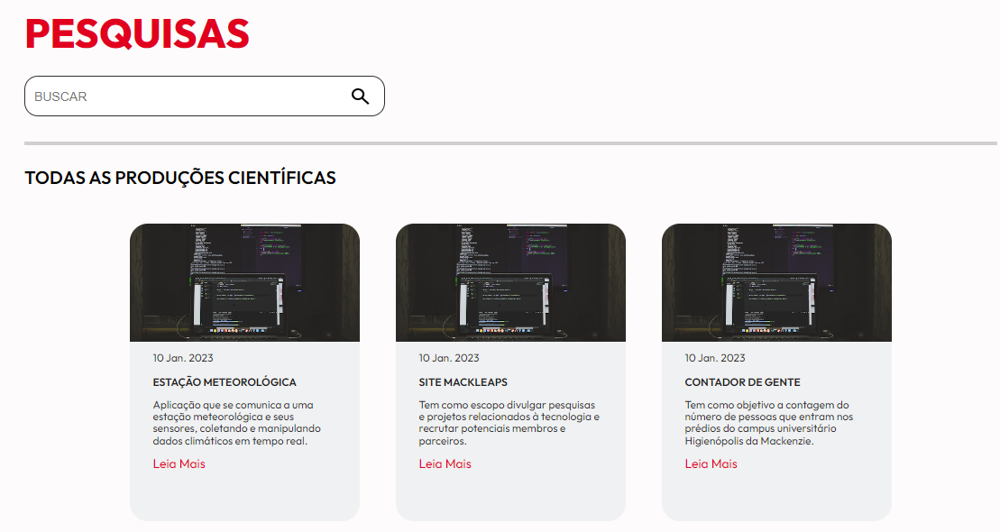 PESQUISAS
BUSCAR
TODAS AS PRODUÇÕES CIENTÍFICAS
10 Jan. 2023
ESTAÇÃO METEOROLÓGICA
Aplicação que se comunica a uma
estação meteorológica e seus
sensores, coletando e manipulando
dados climáticos em tempo real.
Leia Mais
10 Jan. 2023
SITE MACKLEAPS
Tem como escopo divulgar pesquisas
e projetos relacionados à tecnologia e
recrutar potenciais membros e
parceiros.
Leia Mais
10 Jan. 2023
CONTADOR DE GENTE
Tem como objetivo a contagem do
número de pessoas que entram nos
prédios do campus universitário
Higienópolis da Mackenzie.
Leia Mais